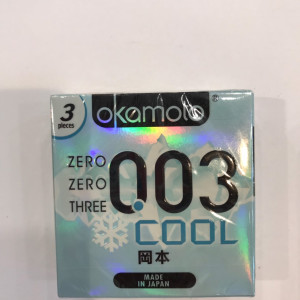 3
pieces
okamoto
ZERO
ZERO
THREE
0.03
COOL
岡本
MADE
IN JAPAN